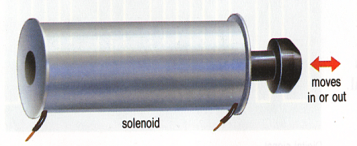 moves
in or out
solenoid